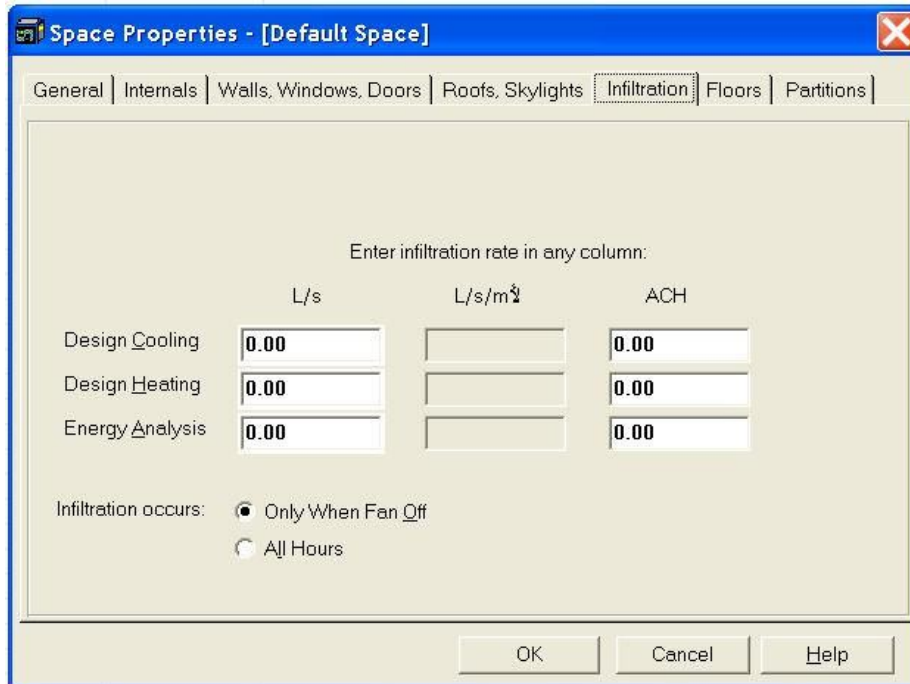 Space Properties - [Default Space]
General Internals Walls, Windows, Doors Roofs, Skylights Infiltration Floors Partitions
Enter infiltration rate in any column:
L/s L/s/m² ACH
Design Cooling 0.00 0.00
Design Heating 0.00 0.00
Energy Analysis 0.00 0.00
Infiltration occurs: Only When Fan Off
All Hours
OK Cancel Help